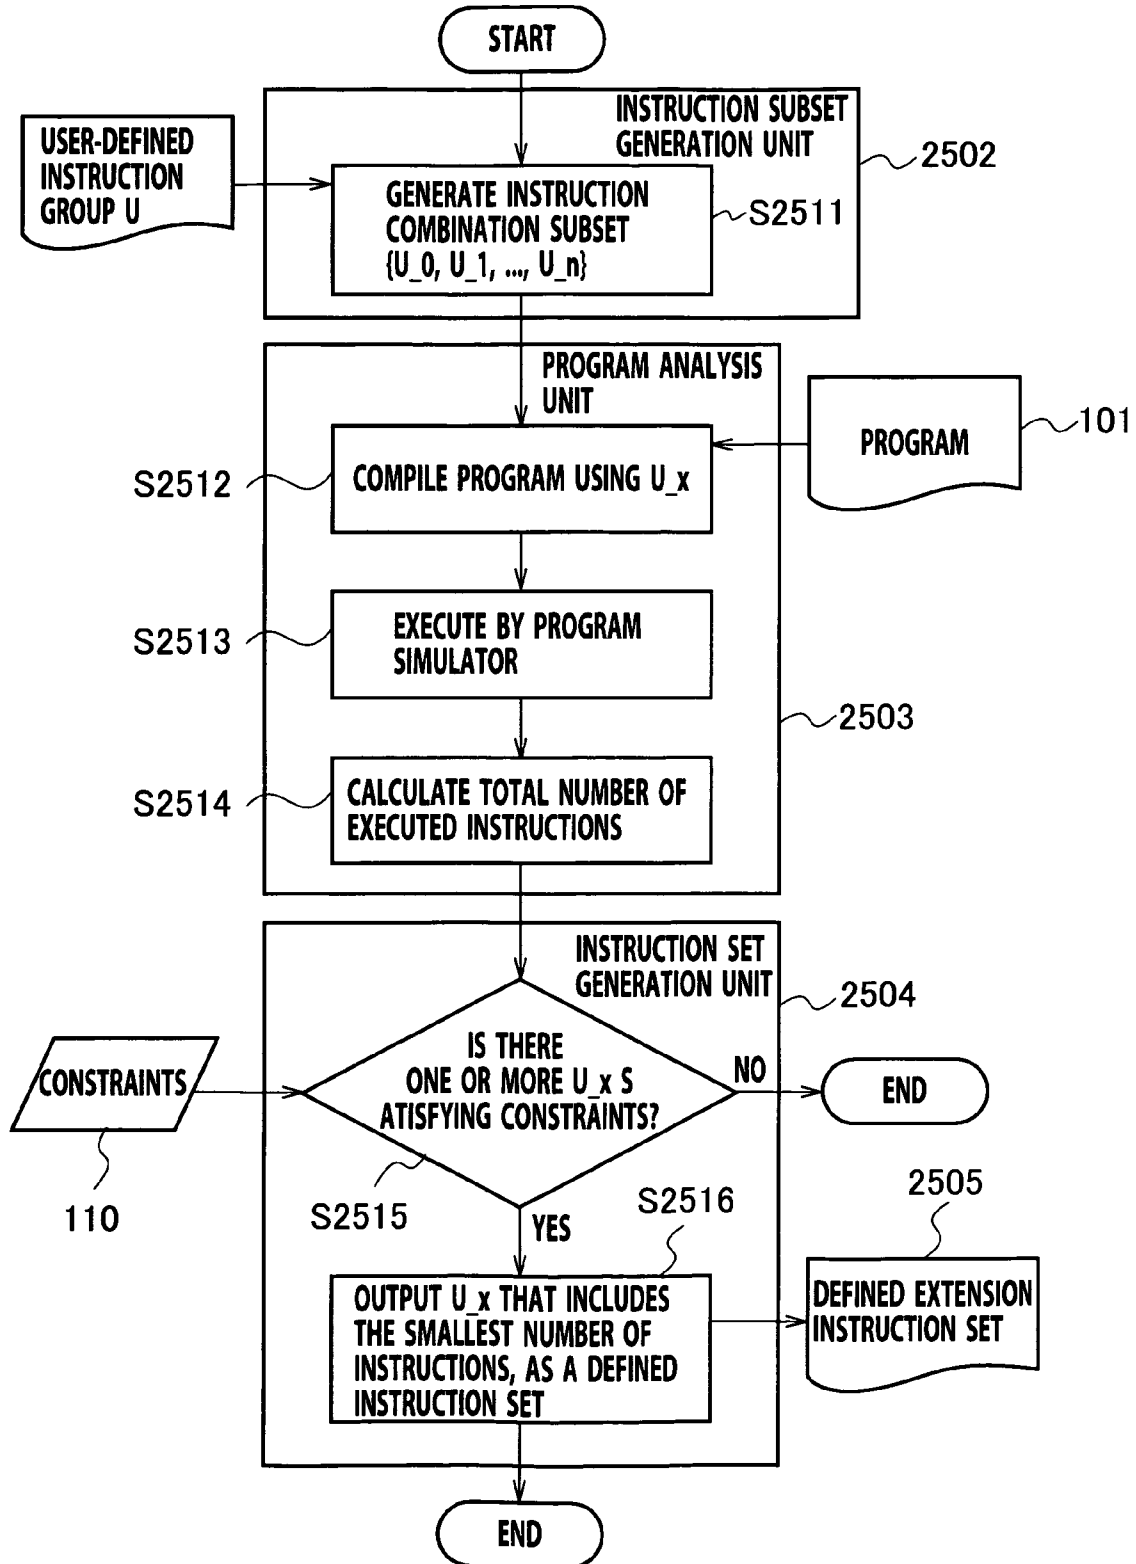 START
INSTRUCTION SUBSET
GENERATION UNIT
2502
USER-DEFINED
INSTRUCTION
GROUP U
GENERATE INSTRUCTION
COMBINATION SUBSET
{U_0, U_1, ..., U_n}
S2511
PROGRAM ANALYSIS
UNIT
PROGRAM
101
S2512
COMPILE PROGRAM USING U_x
S2513
EXECUTE BY PROGRAM
SIMULATOR
2503
S2514
CALCULATE TOTAL NUMBER OF
EXECUTED INSTRUCTIONS
INSTRUCTION SET
GENERATION UNIT
2504
CONSTRAINTS
110
IS THERE
ONE OR MORE U_x S
ATISFYING CONSTRAINTS?
NO
END
S2515
YES
S2516
2505
OUTPUT U_x THAT INCLUDES
THE SMALLEST NUMBER OF
INSTRUCTIONS, AS A DEFINED
INSTRUCTION SET
DEFINED EXTENSION
INSTRUCTION SET
END